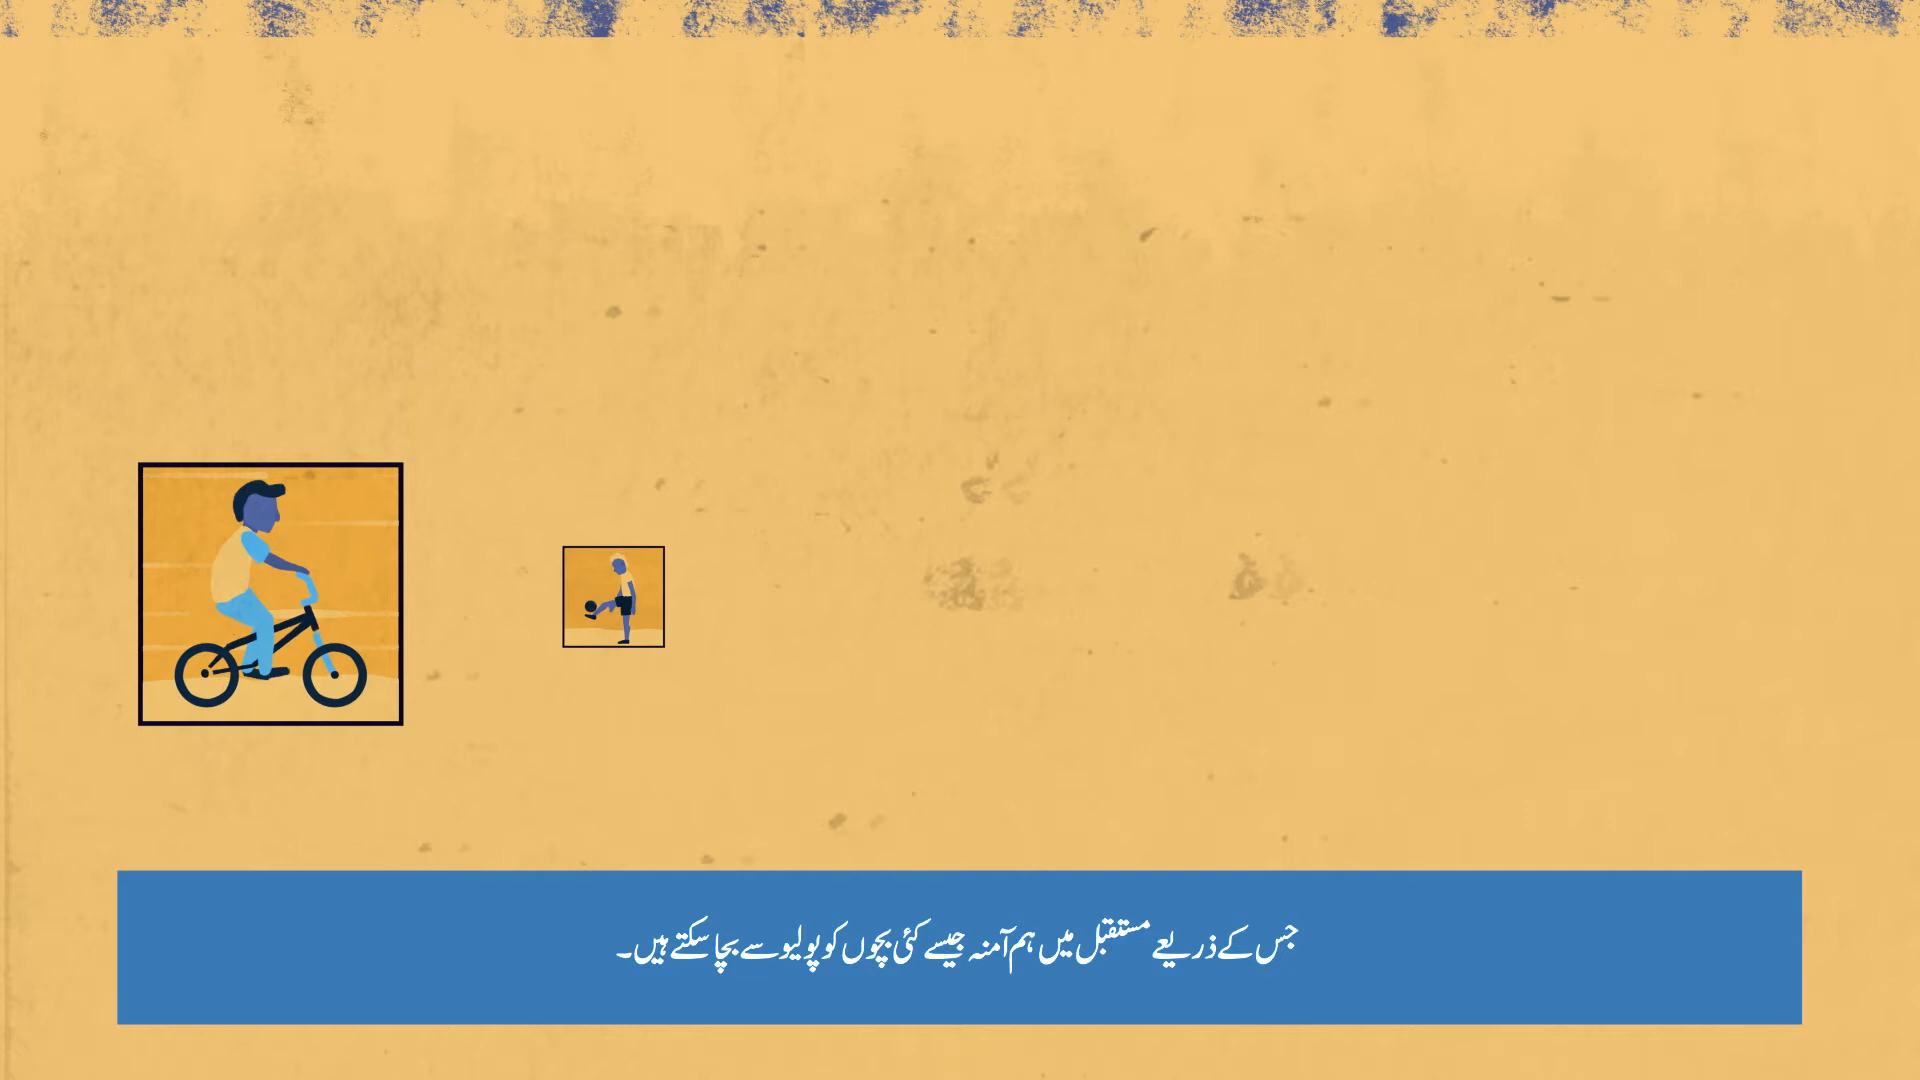 جس کے ذریعے مستقبل میں ہم آمنہ جیسے کئی بچوں کو پولیو سے بچا سکتے ہیں۔